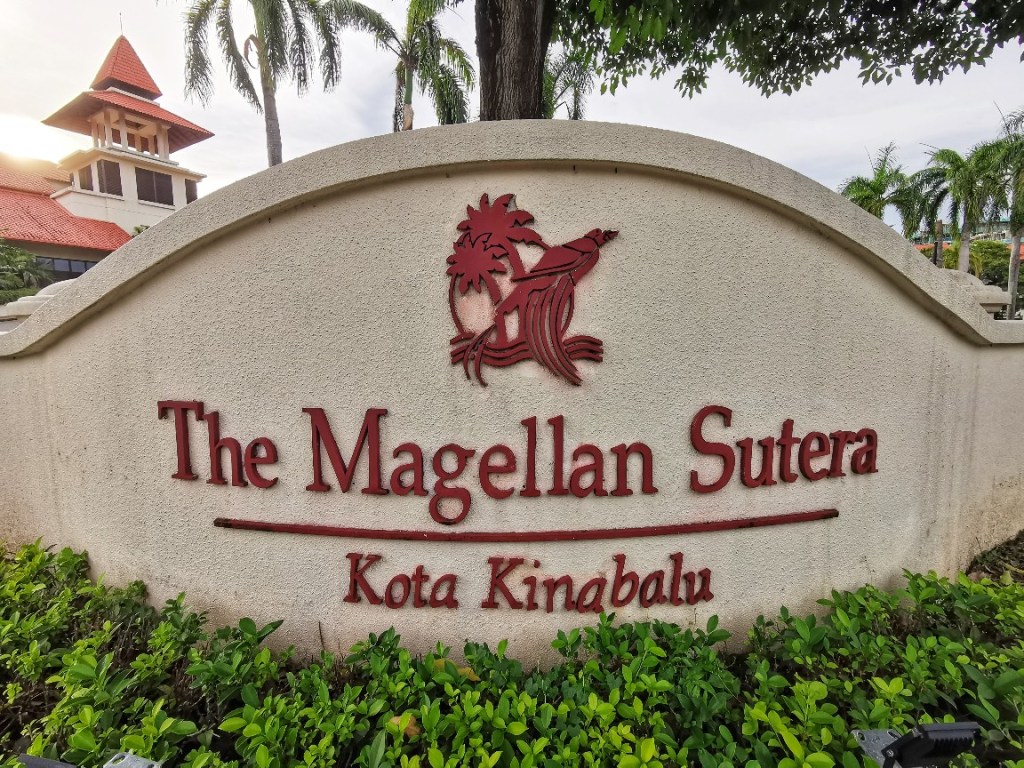 The Magellan Sutera
Kota Kinabalu